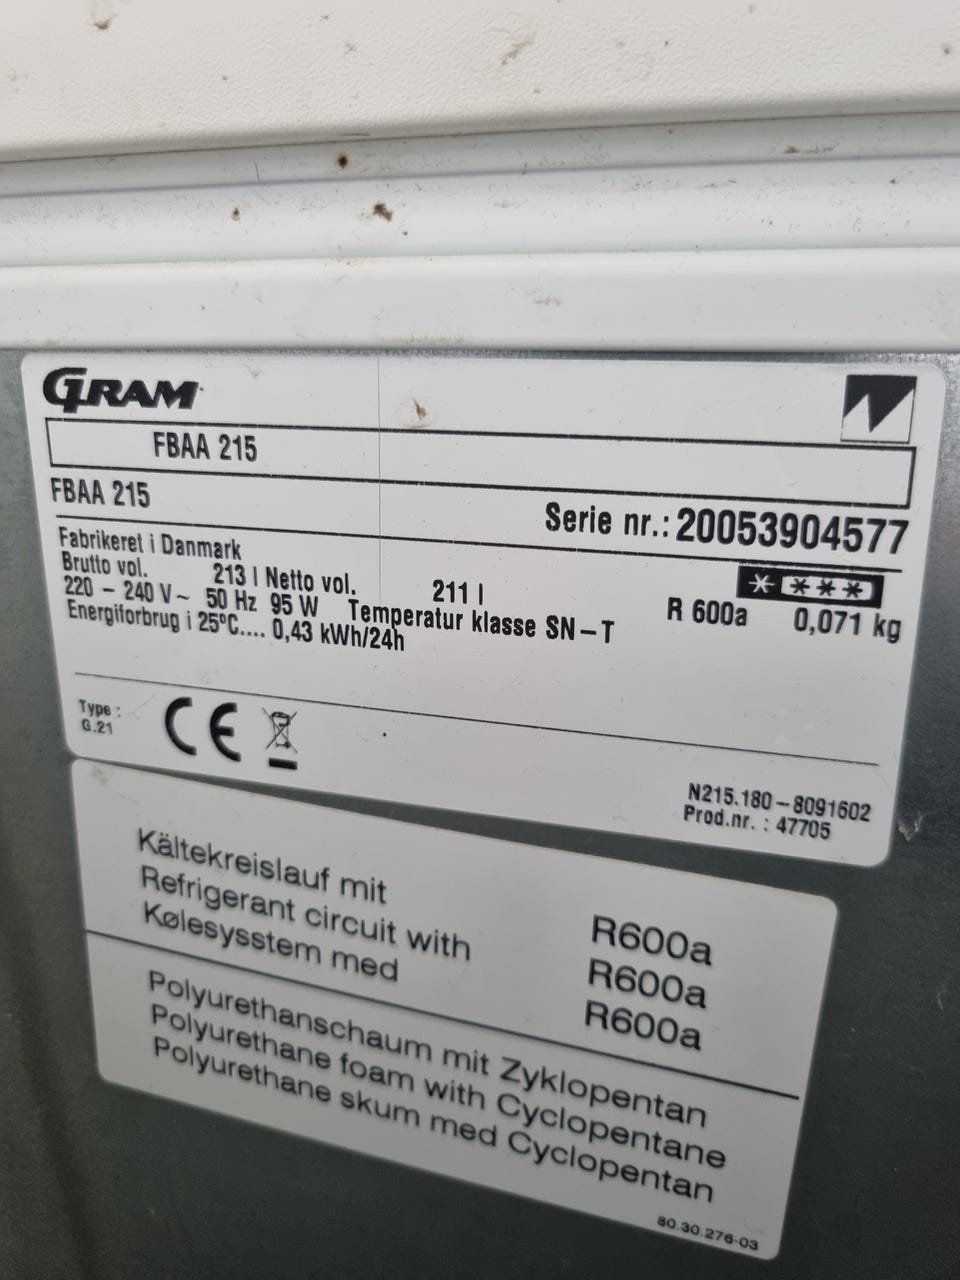 GRAM
FBAA 215
FBAA 215
Serie nr.: 20053904577
Fabrikeret i Danmark
Brutto vol. 213 l Netto vol. 211 l
220 - 240 V~ 50 Hz 95 W Temperatur klasse SN-T R 600a 0,071 kg
Energiforbrug i 25°C.... 0,43 kWh/24h
Type :
G.21
CE
N215.180-8091602
Prod.nr. : 47705
Kältekreislauf mit R600a
Refrigerant circuit with R600a
Kølesysstem med R600a
Polyurethanschaum mit Zyklopentan
Polyurethane foam with Cyclopentane
Polyurethane skum med Cyclopentan
80.30.276-03